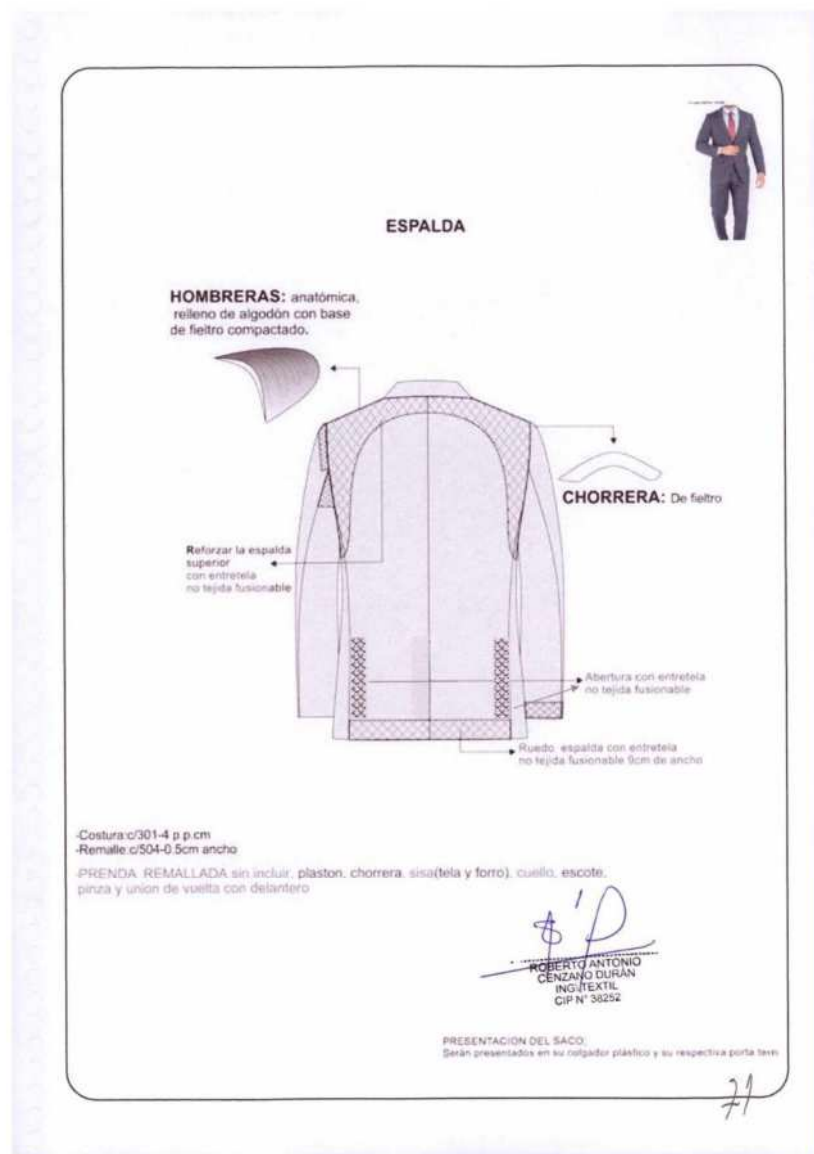 ESPALDA
HOMBRERAS: anatómica,
relleno de algodón con base
de fieltro compactado.
CHORRERA: De fieltro
Reforzar la espalda
superior
con entretela
no tejida fusionable
Abertura con entretela
no tejida fusionable
Ruedo espalda con entretela
no tejida fusionable 9cm de ancho
-Costura:c/301-4 p.p.cm
-Remalle:c/504-0.5cm ancho
-PRENDA REMALLADA sin incluir, plaston, chorrera, sisa(tela y forro), cuello, escote,
pinza y union de vuelta con delantero
ROBERTO ANTONIO
CENZANO DURÁN
ING. TEXTIL
CIP N° 38252
PRESENTACION DEL SACO:
Serán presentados en su colgador plástico y su respectiva porta
71